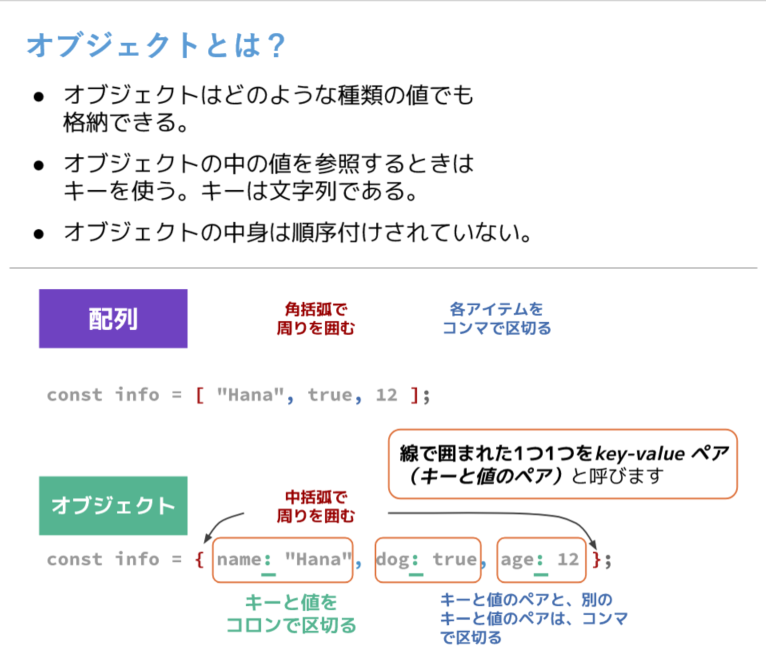 オブジェクトとは？
● オブジェクトはどのような種類の値でも
格納できる。
● オブジェクトの中の値を参照するときは
キーを使う。キーは文字列である。
● オブジェクトの中身は順序付けされていない。
配列
角括弧で
周りを囲む
各アイテムを
コンマで区切る
const info = [ "Hana", true, 12 ];
線で囲まれた1つ1つをkey-value ペア
（キーと値のペア）と呼びます
オブジェクト
中括弧で
周りを囲む
const info = { name: "Hana", dog: true, age: 12 };
キーと値を
コロンで区切る
キーと値のペアと、別の
キーと値のペアは、コンマ
で区切る